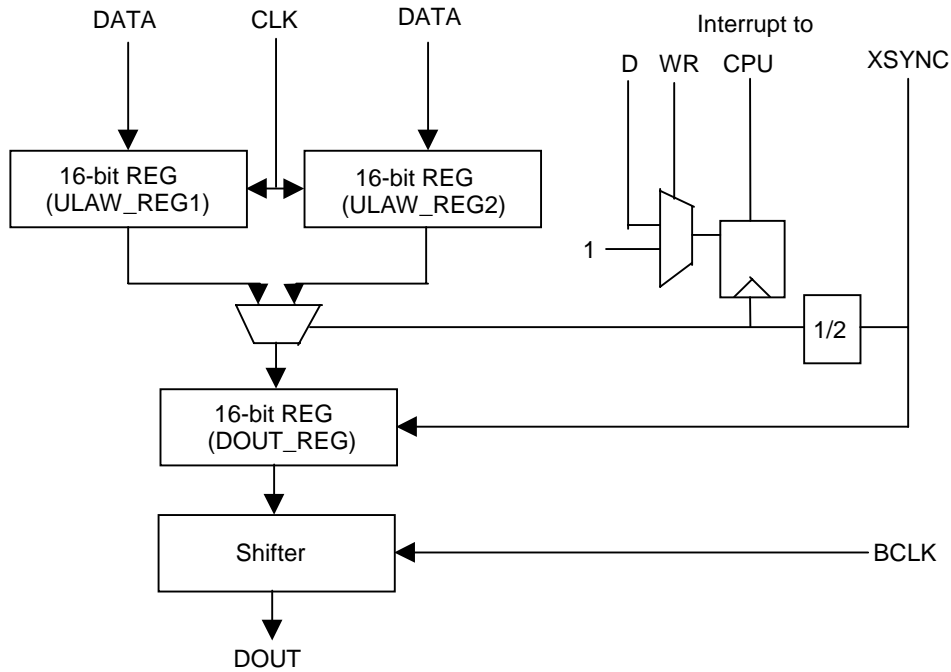 DATA CLK DATA
Interrupt to
D WR CPU XSYNC
16-bit REG
(ULAW_REG1)
16-bit REG
(ULAW_REG2)
1
1/2
16-bit REG
(DOUT_REG)
Shifter
BCLK
DOUT